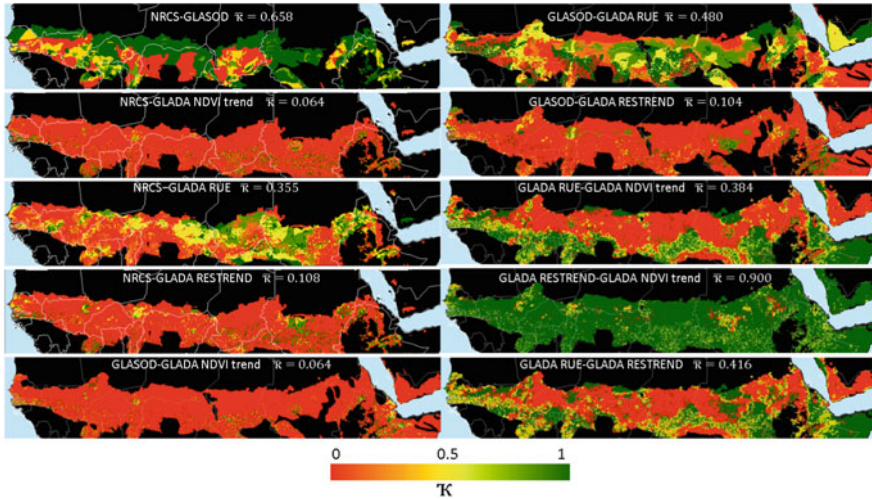 NRCS-GLASOD ҡ = 0.658
GLASOD-GLADA RUE ҡ = 0.480
NRCS-GLADA NDVI trend ҡ = 0.064
GLASOD-GLADA RESTREND ҡ = 0.104
NRCS–GLADA RUE ҡ = 0.355
GLADA RUE-GLADA NDVI trend ҡ = 0.384
NRCS-GLADA RESTREND ҡ = 0.108
GLADA RESTREND-GLADA NDVI trend ҡ = 0.900
GLASOD-GLADA NDVI trend ҡ = 0.064
GLADA RUE-GLADA RESTREND ҡ = 0.416
0 0.5 1
ҡ